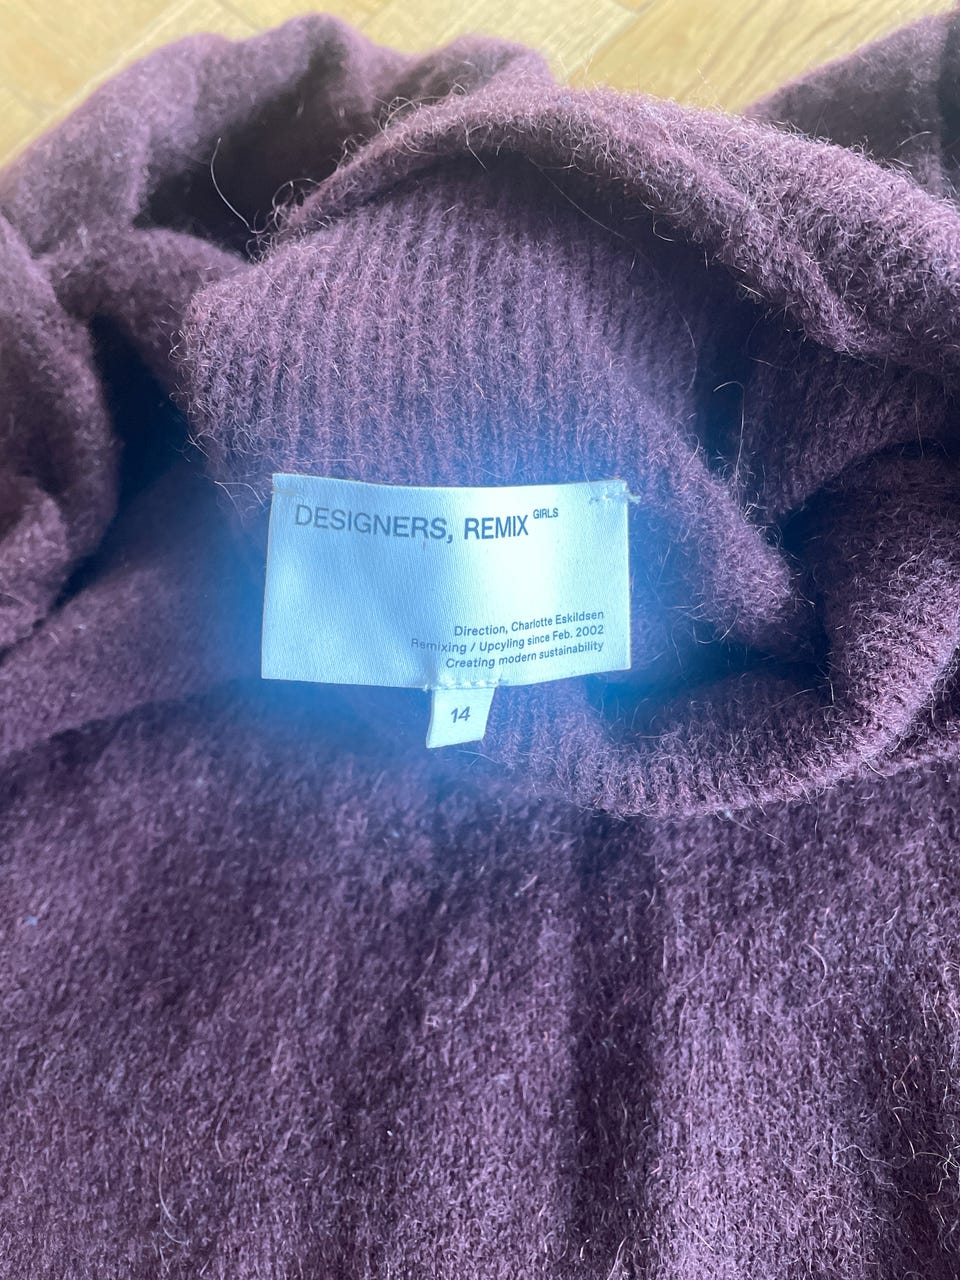 DESIGNERS, REMIX GIRLS
Direction, Charlotte Eskildsen
Remixing / Upcyling since Feb. 2002
Creating modern sustainability
14